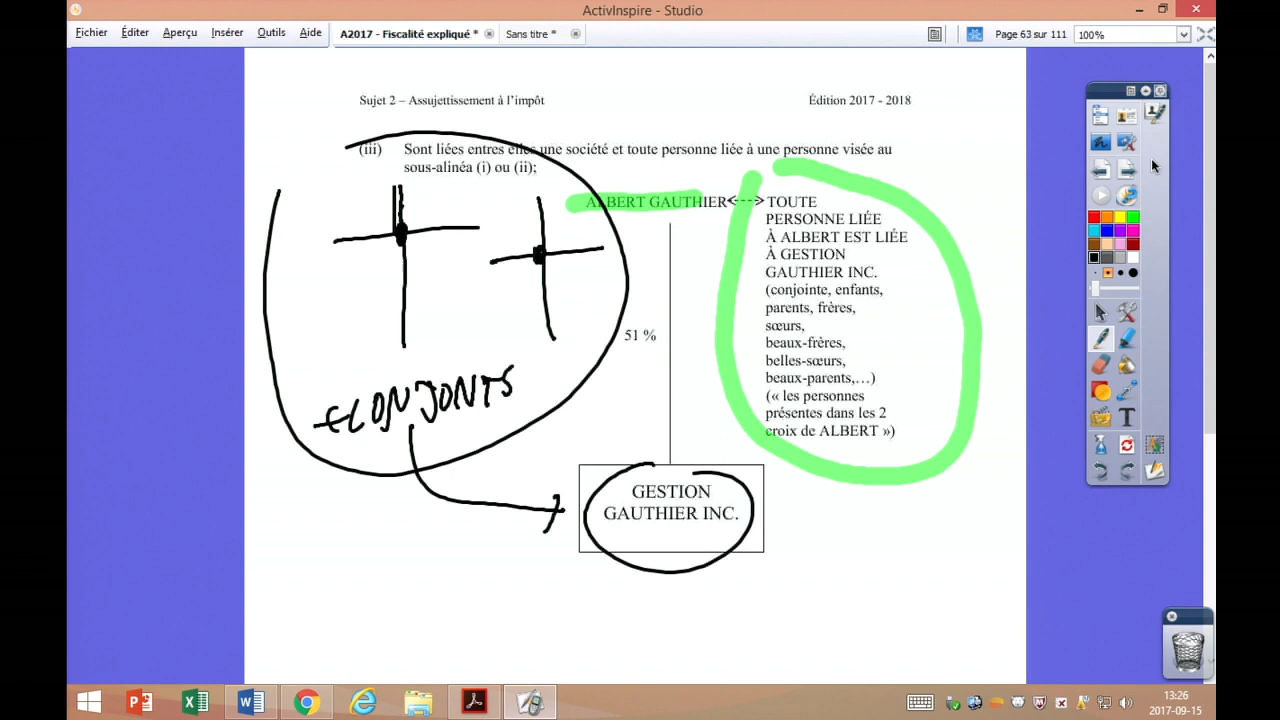 ActivInspire - Studio
Fichier Éditer Aperçu Insérer Outils Aide
A2017 - Fiscalité expliqué * Sans titre *
Page 63 sur 111 100%
Sujet 2 – Assujettissement à l'impôt Édition 2017 - 2018
(iii) Sont liées entres elles une société et toute personne liée à une personne visée au
sous-alinéa (i) ou (ii);
ALBERT GAUTHIER<---->TOUTE
PERSONNE LIÉE
À ALBERT EST LIÉE
À GESTION
GAUTHIER INC.
(conjointe, enfants,
parents, frères,
sœurs,
beaux-frères,
belles-sœurs,
beaux-parents,…)
(« les personnes
présentes dans les 2
croix de ALBERT »)
51 %
GESTION
GAUTHIER INC.
13:26
2017-09-15